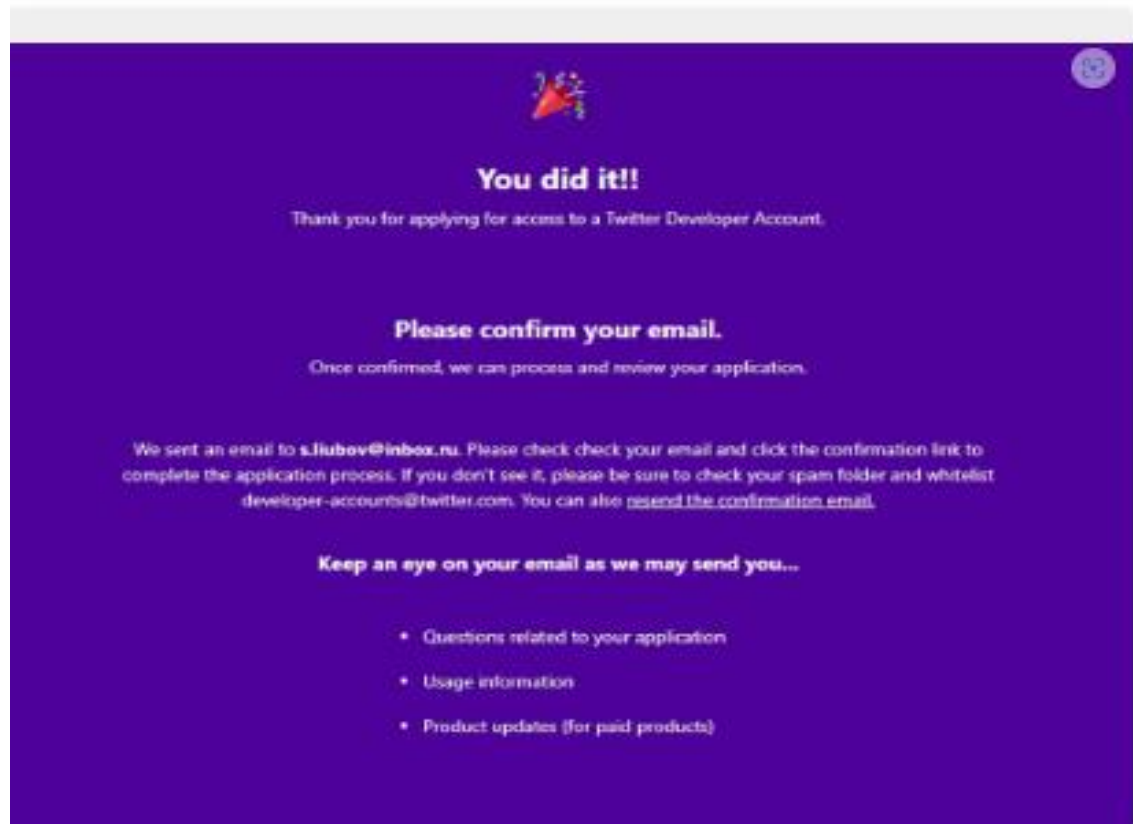 You did it!!
Thank you for applying for access to a Twitter Developer Account.
Please confirm your email.
Once confirmed, we can process and review your application.
We sent an email to s.liubov@inbox.ru. Please check check your email and click the confirmation link to
complete the application process. If you don't see it, please be sure to check your spam folder and whitelist
developer-accounts@twitter.com. You can also resend the confirmation email.
Keep an eye on your email as we may send you...
• Questions related to your application
• Usage information
• Product updates (for paid products)